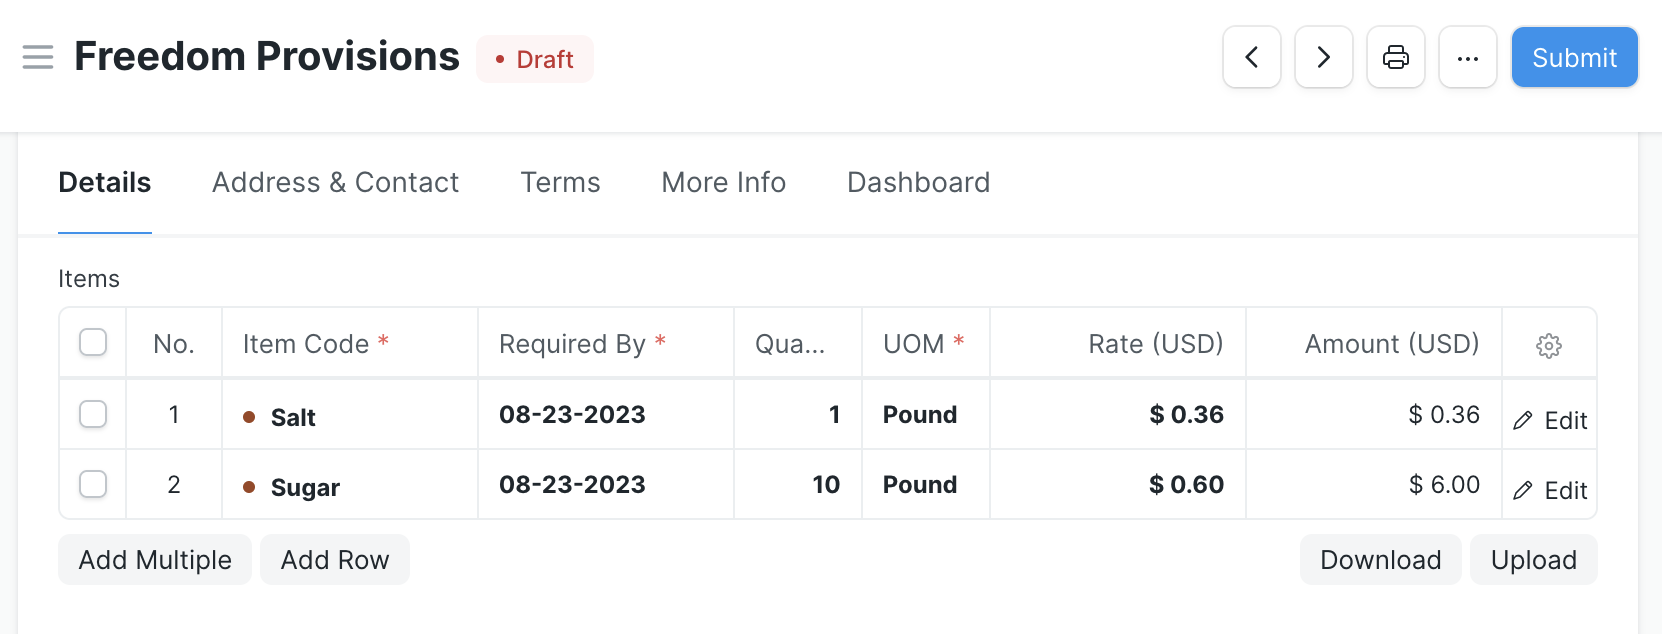 Freedom Provisions • Draft ... Submit
Details Address & Contact Terms More Info Dashboard
Items
No. Item Code * Required By * Qua... UOM * Rate (USD) Amount (USD)
1 Salt 08-23-2023 1 Pound $ 0.36 $ 0.36 Edit
2 Sugar 08-23-2023 10 Pound $ 0.60 $ 6.00 Edit
Add Multiple Add Row Download Upload